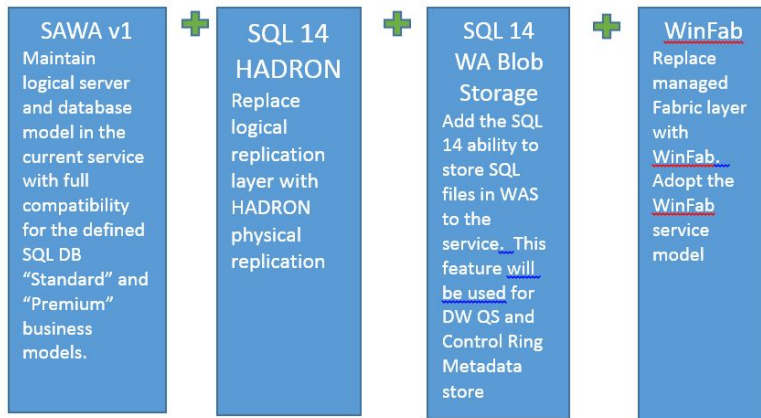 SAWA v1
Maintain
logical server
and database
model in the
current service
with full
compatibility
for the defined
SQL DB
“Standard” and
“Premium”
business
models.
SQL 14
HADRON
Replace
logical
replication
layer with
HADRON
physical
replication
SQL 14
WA Blob
Storage
Add the SQL
14 ability to
store SQL
files in WAS
to the
service. This
feature will
be used for
DW QS and
Control Ring
Metadata
store
WinFab
Replace
managed
Fabric layer
with
WinFab.
Adopt the
WinFab
service
model